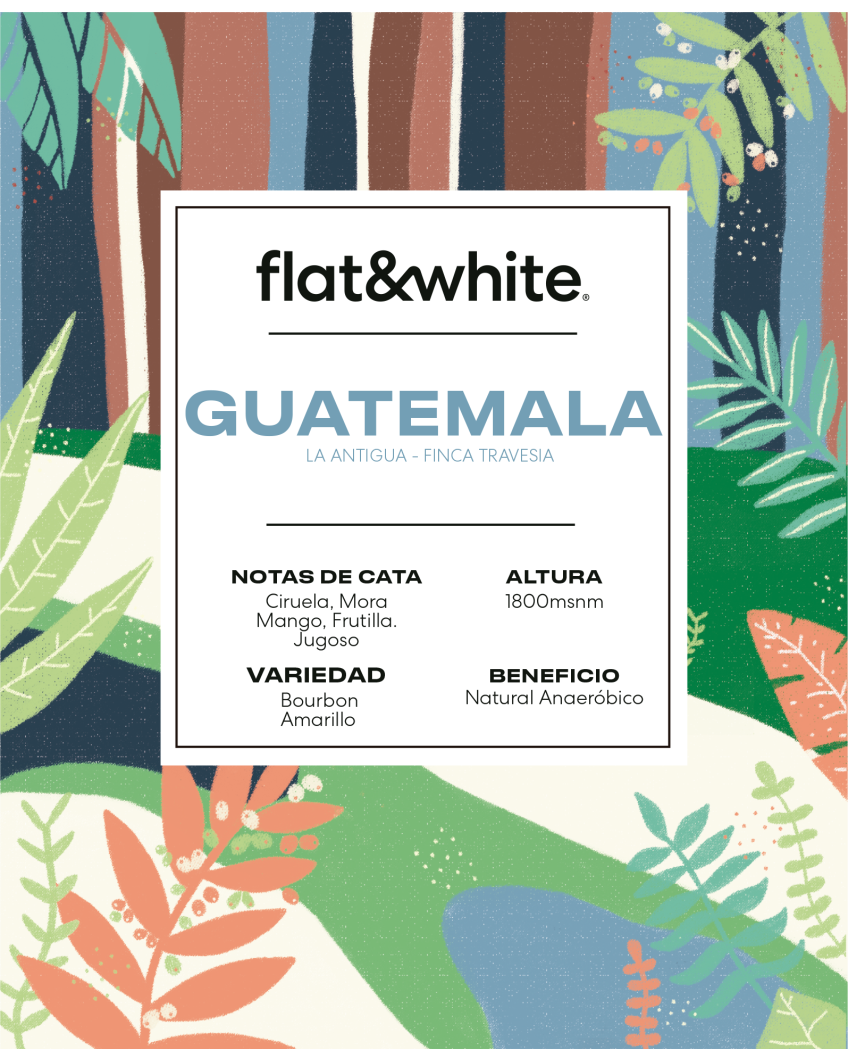 flat&white®
GUATEMALA
LA ANTIGUA - FINCA TRAVESIA
NOTAS DE CATA
Ciruela, Mora
Mango, Frutilla.
Jugoso
ALTURA
1800msnm
VARIEDAD
Bourbon
Amarillo
BENEFICIO
Natural Anaeróbico